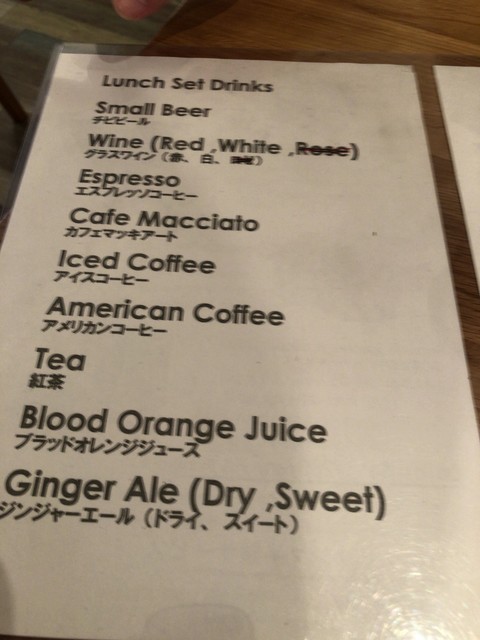 Lunch Set Drinks
Small Beer
チビビール
Wine (Red ,White ,Rose)
グラスワイン（赤、白、ロゼ）
Espresso
エスプレッソコーヒー
Cafe Macciato
カフェマッキアート
Iced Coffee
アイスコーヒー
American Coffee
アメリカンコーヒー
Tea
紅茶
Blood Orange Juice
ブラッドオレンジジュース
Ginger Ale (Dry ,Sweet)
ジンジャーエール（ドライ、スイート）